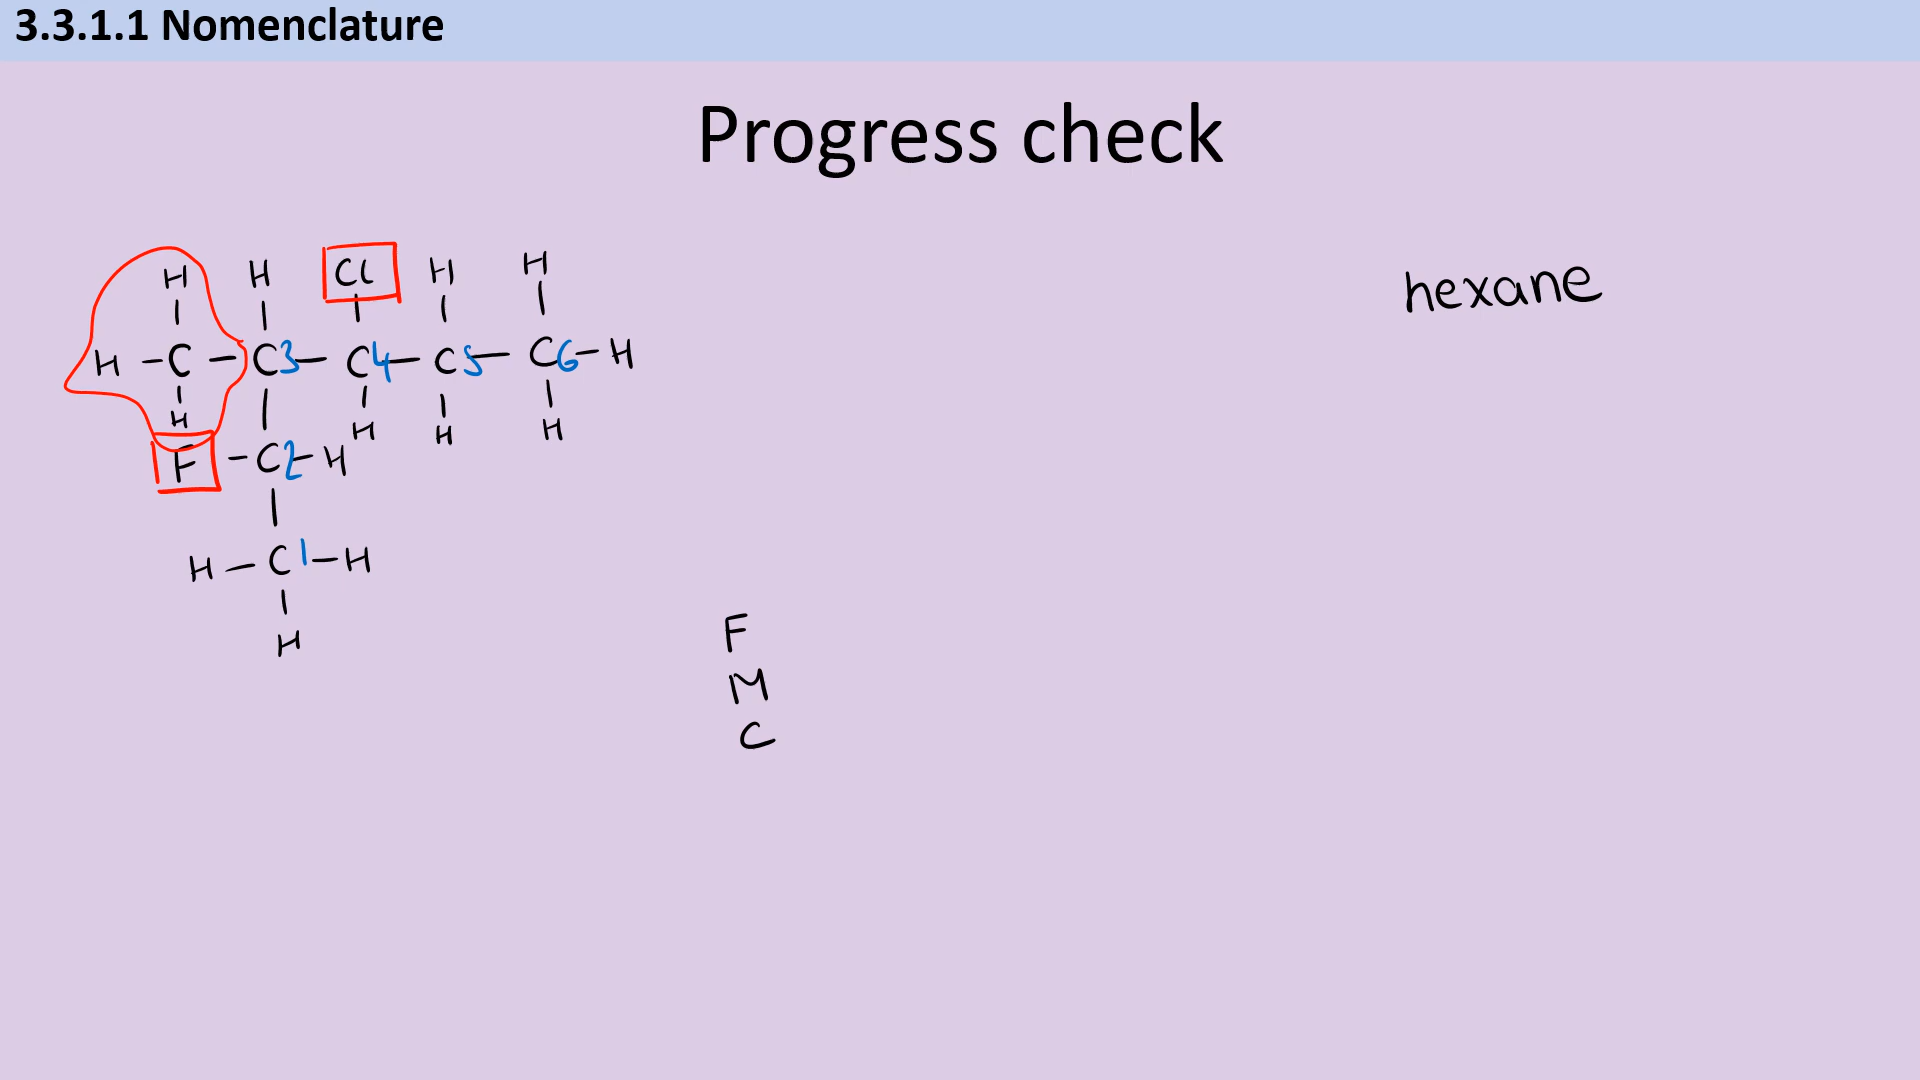 3.3.1.1 Nomenclature
Progress check
H H Cl H H
hexane
H - C - C3 - C4 - C5 - C6 - H
H H H H
F - C2 - H
H - C1 - H
H
F
M
C